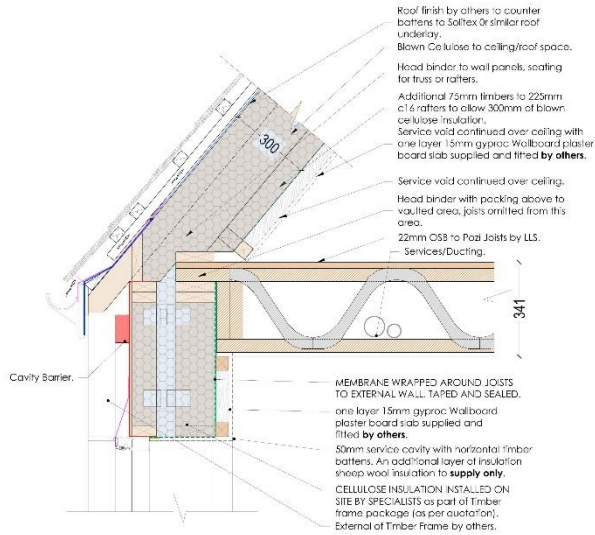 Roof finish by others to counter
battens to Solitex 0r similar roof
underlay.
Blown Cellulose to ceiling/roof space.
Head binder to wall panels, seating
for truss or rafters.
Additional 75mm timbers to 225mm
c16 rafters to allow 300mm of blown
cellulose insulation.
Service void continued over ceiling with
one layer 15mm gyproc Wallboard plaster
board slab supplied and fitted by others.
Service void continued over ceiling.
Head binder with packing above to
vaulted area, joists omitted from this
area.
22mm OSB to Pozi Joists by LLS.
Services/Ducting.
300
341
Cavity Barrier.
MEMBRANE WRAPPED AROUND JOISTS
TO EXTERNAL WALL. TAPED AND SEALED.
one layer 15mm gyproc Wallboard
plaster board slab supplied and
fitted by others.
50mm service cavity with horizontal timber
battens. An additional layer of insulation
sheep wool insulation to supply only.
CELLULOSE INSULATION INSTALLED ON
SITE BY SPECIALISTS as part of Timber
frame package (as per quotation).
External of Timber Frame by others.